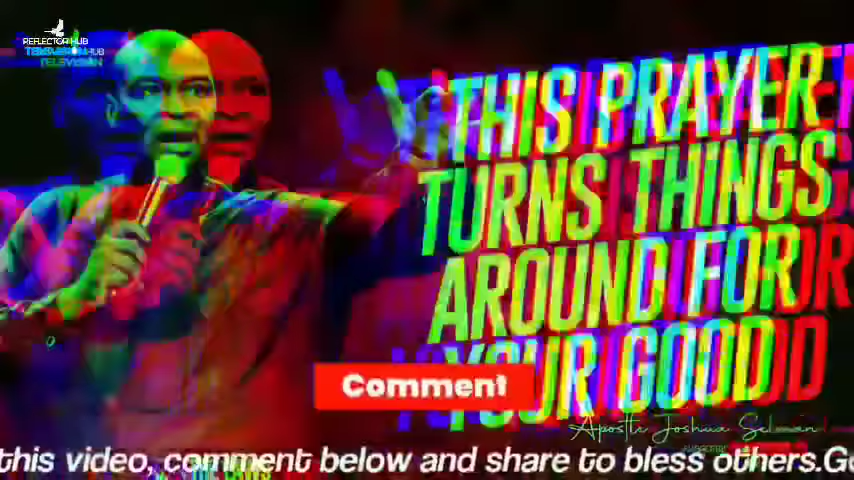 REFLECTOR HUB
TELEVISION
THIS PRAYER
TURNS THINGS
AROUND FOR
YOUR GOOD
Comment
Apostle Joshua Selman
this video, comment below and share to bless others.Go